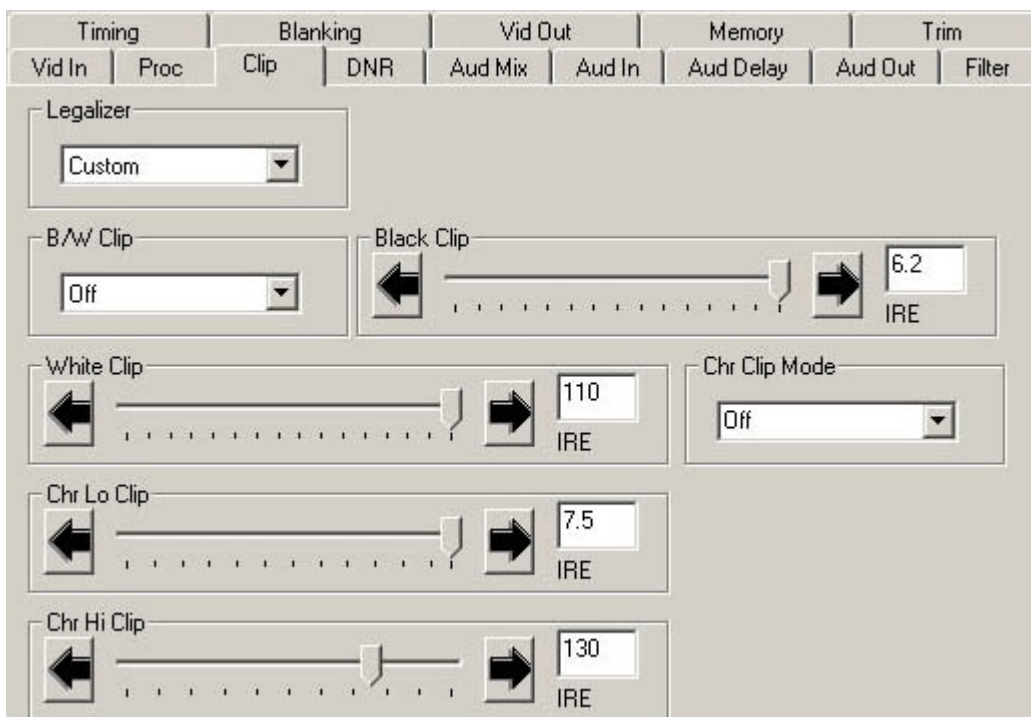 Timing Blanking Vid Out Memory Trim
Vid In Proc Clip DNR Aud Mix Aud In Aud Delay Aud Out Filter
Legalizer
Custom
B/W Clip
Off
Black Clip
6.2
IRE
White Clip
110
IRE
Chr Clip Mode
Off
Chr Lo Clip
7.5
IRE
Chr Hi Clip
130
IRE